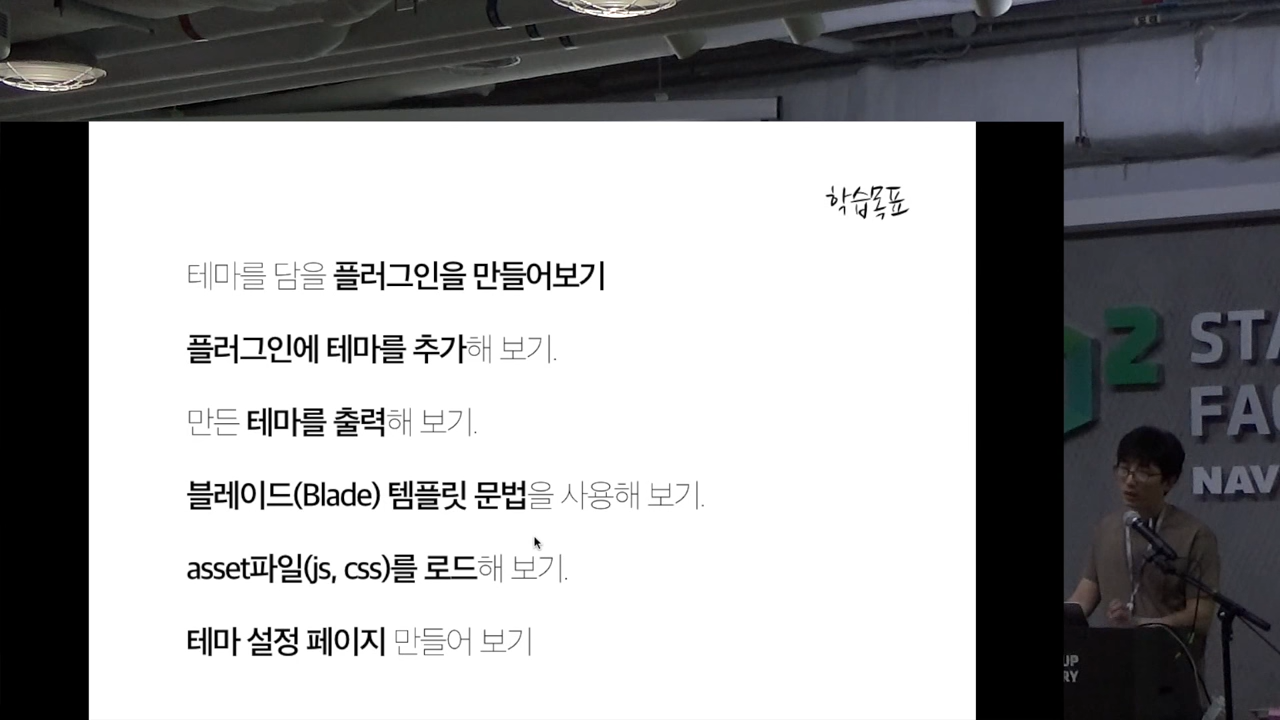 학습목표
테마를 담을 플러그인을 만들어보기
플러그인에 테마를 추가해 보기.
만든 테마를 출력해 보기.
블레이드(Blade) 템플릿 문법을 사용해 보기.
asset파일(js, css)를 로드해 보기.
테마 설정 페이지 만들어 보기
2
STA
FA
NAV
UP
RY